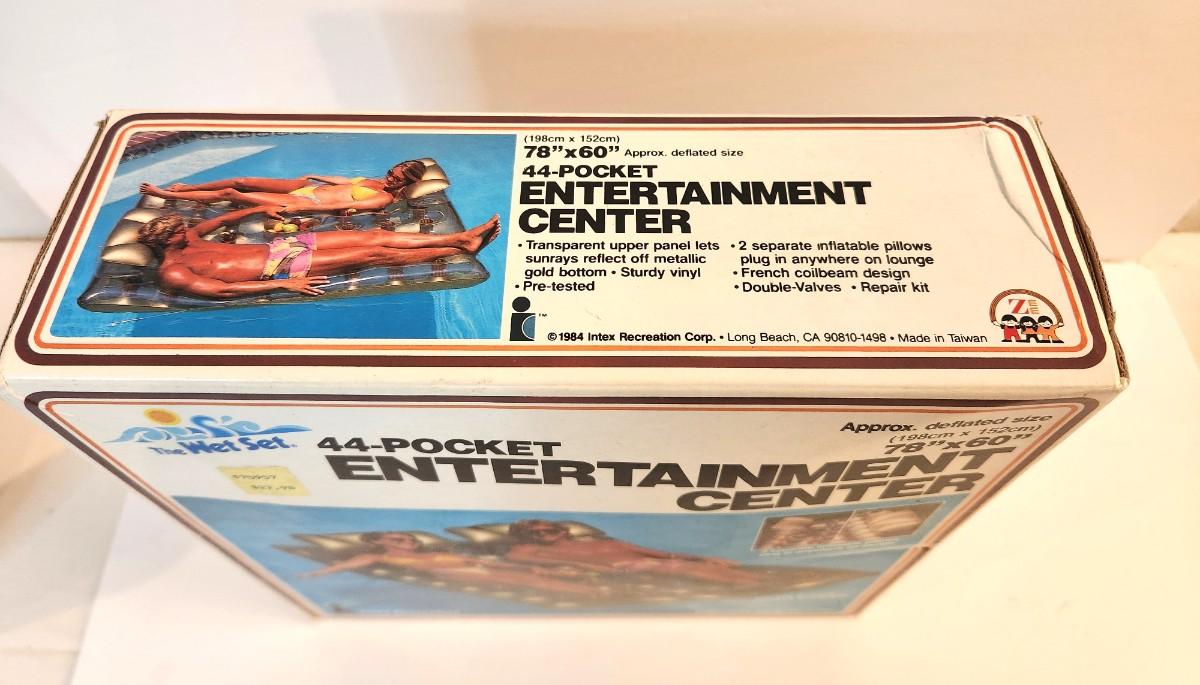 (198cm x 152cm)
78"x60" Approx. deflated size
44-POCKET
ENTERTAINMENT
CENTER
• Transparent upper panel lets
sunrays reflect off metallic
gold bottom • Sturdy vinyl
• Pre-tested
• 2 separate inflatable pillows
plug in anywhere on lounge
• French coilbeam design
• Double-Valves • Repair kit
i ™
©1984 Intex Recreation Corp. • Long Beach, CA 90810-1498 • Made in Taiwan
Z
The Wet Set®
44-POCKET
ENTERTAINMENT
CENTER
Approx. deflated size
(198cm x 152cm)
78"x60"